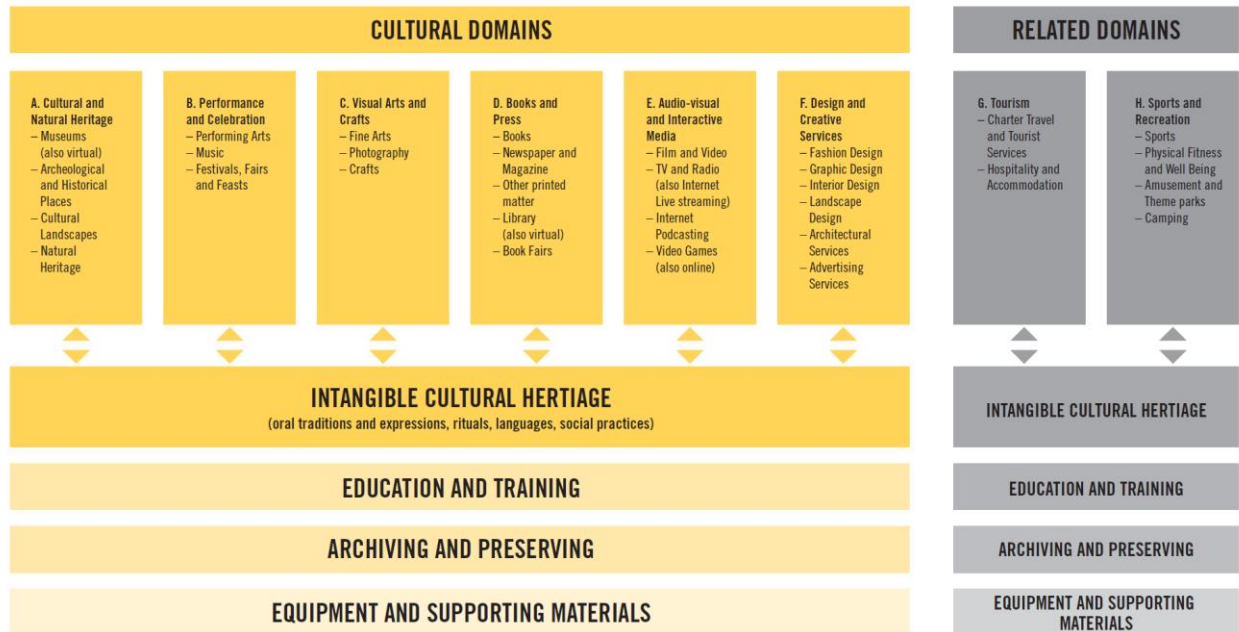 CULTURAL DOMAINS
A. Cultural and
Natural Heritage
– Museums
(also virtual)
– Archeological
and Historical
Places
– Cultural
Landscapes
– Natural
Heritage
B. Performance
and Celebration
– Performing Arts
– Music
– Festivals, Fairs
and Feasts
C. Visual Arts and
Crafts
– Fine Arts
– Photography
– Crafts
D. Books and
Press
– Books
– Newspaper and
Magazine
– Other printed
matter
– Library
(also virtual)
– Book Fairs
E. Audio-visual
and Interactive
Media
– Film and Video
– TV and Radio
(also Internet
Live streaming)
– Internet
Podcasting
– Video Games
(also online)
F. Design and
Creative
Services
– Fashion Design
– Graphic Design
– Interior Design
– Landscape
Design
– Architectural
Services
– Advertising
Services
INTANGIBLE CULTURAL HERTIAGE
(oral traditions and expressions, rituals, languages, social practices)
EDUCATION AND TRAINING
ARCHIVING AND PRESERVING
EQUIPMENT AND SUPPORTING MATERIALS
RELATED DOMAINS
G. Tourism
– Charter Travel
and Tourist
Services
– Hospitality and
Accommodation
H. Sports and
Recreation
– Sports
– Physical Fitness
and Well Being
– Amusement and
Theme parks
– Camping
INTANGIBLE CULTURAL HERTIAGE
EDUCATION AND TRAINING
ARCHIVING AND PRESERVING
EQUIPMENT AND SUPPORTING
MATERIALS